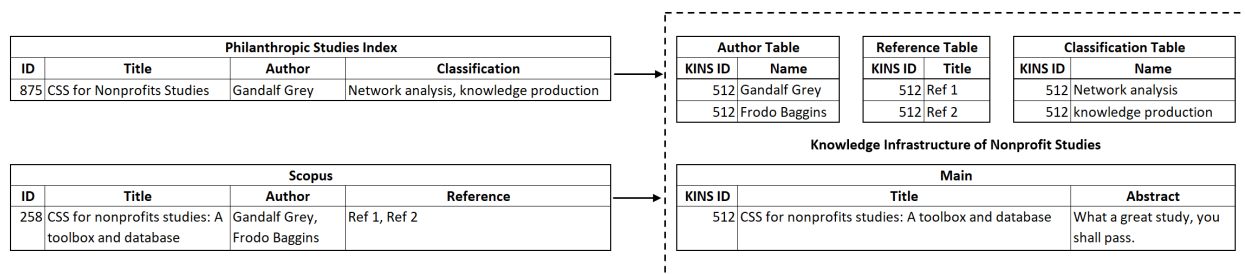 Philanthropic Studies Index
ID Title Author Classification
875 CSS for Nonprofits Studies Gandalf Grey Network analysis, knowledge production
Scopus
ID Title Author Reference
258 CSS for nonprofits studies: A Gandalf Grey, Ref 1, Ref 2
toolbox and database Frodo Baggins
Author Table
KINS ID Name
512 Gandalf Grey
512 Frodo Baggins
Reference Table
KINS ID Title
512 Ref 1
512 Ref 2
Classification Table
KINS ID Name
512 Network analysis
512 knowledge production
Knowledge Infrastructure of Nonprofit Studies
Main
KINS ID Title Abstract
512 CSS for nonprofits studies: A toolbox and database What a great study, you
shall pass.